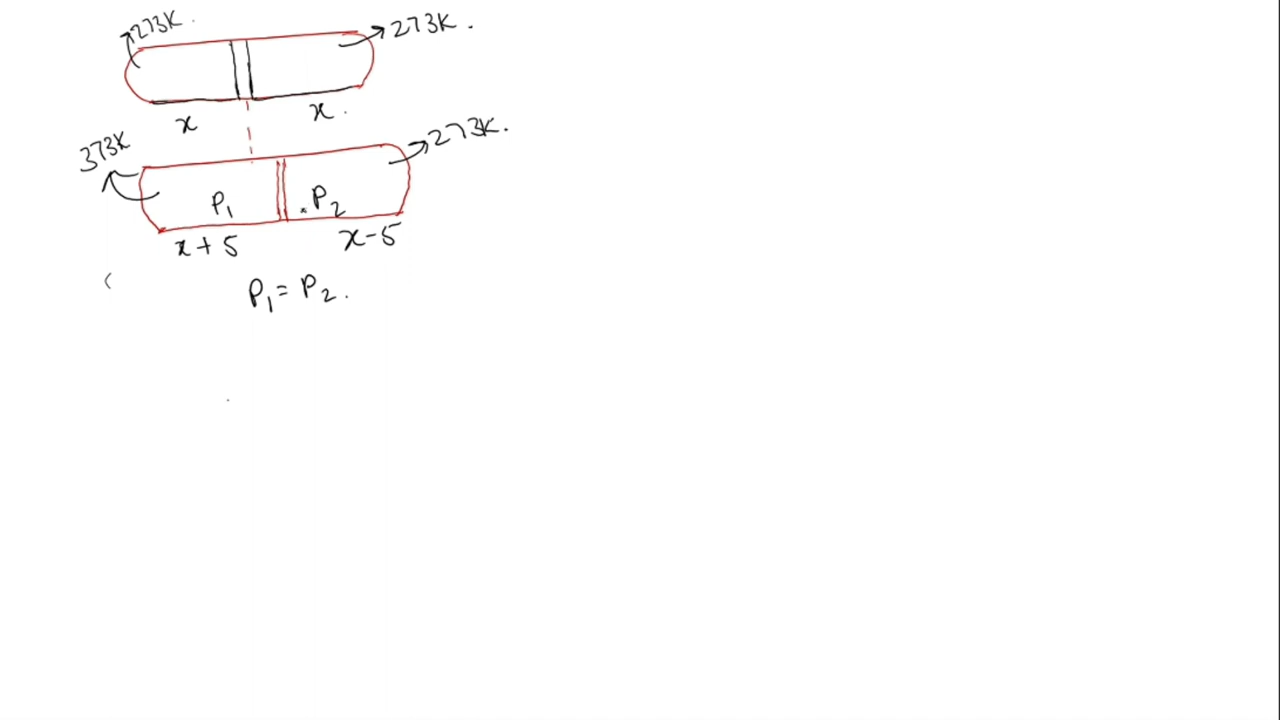 273K.
273K.
x
x.
373K
273K.
P₁
P₂
x + 5
x - 5
P₁ = P₂.
(